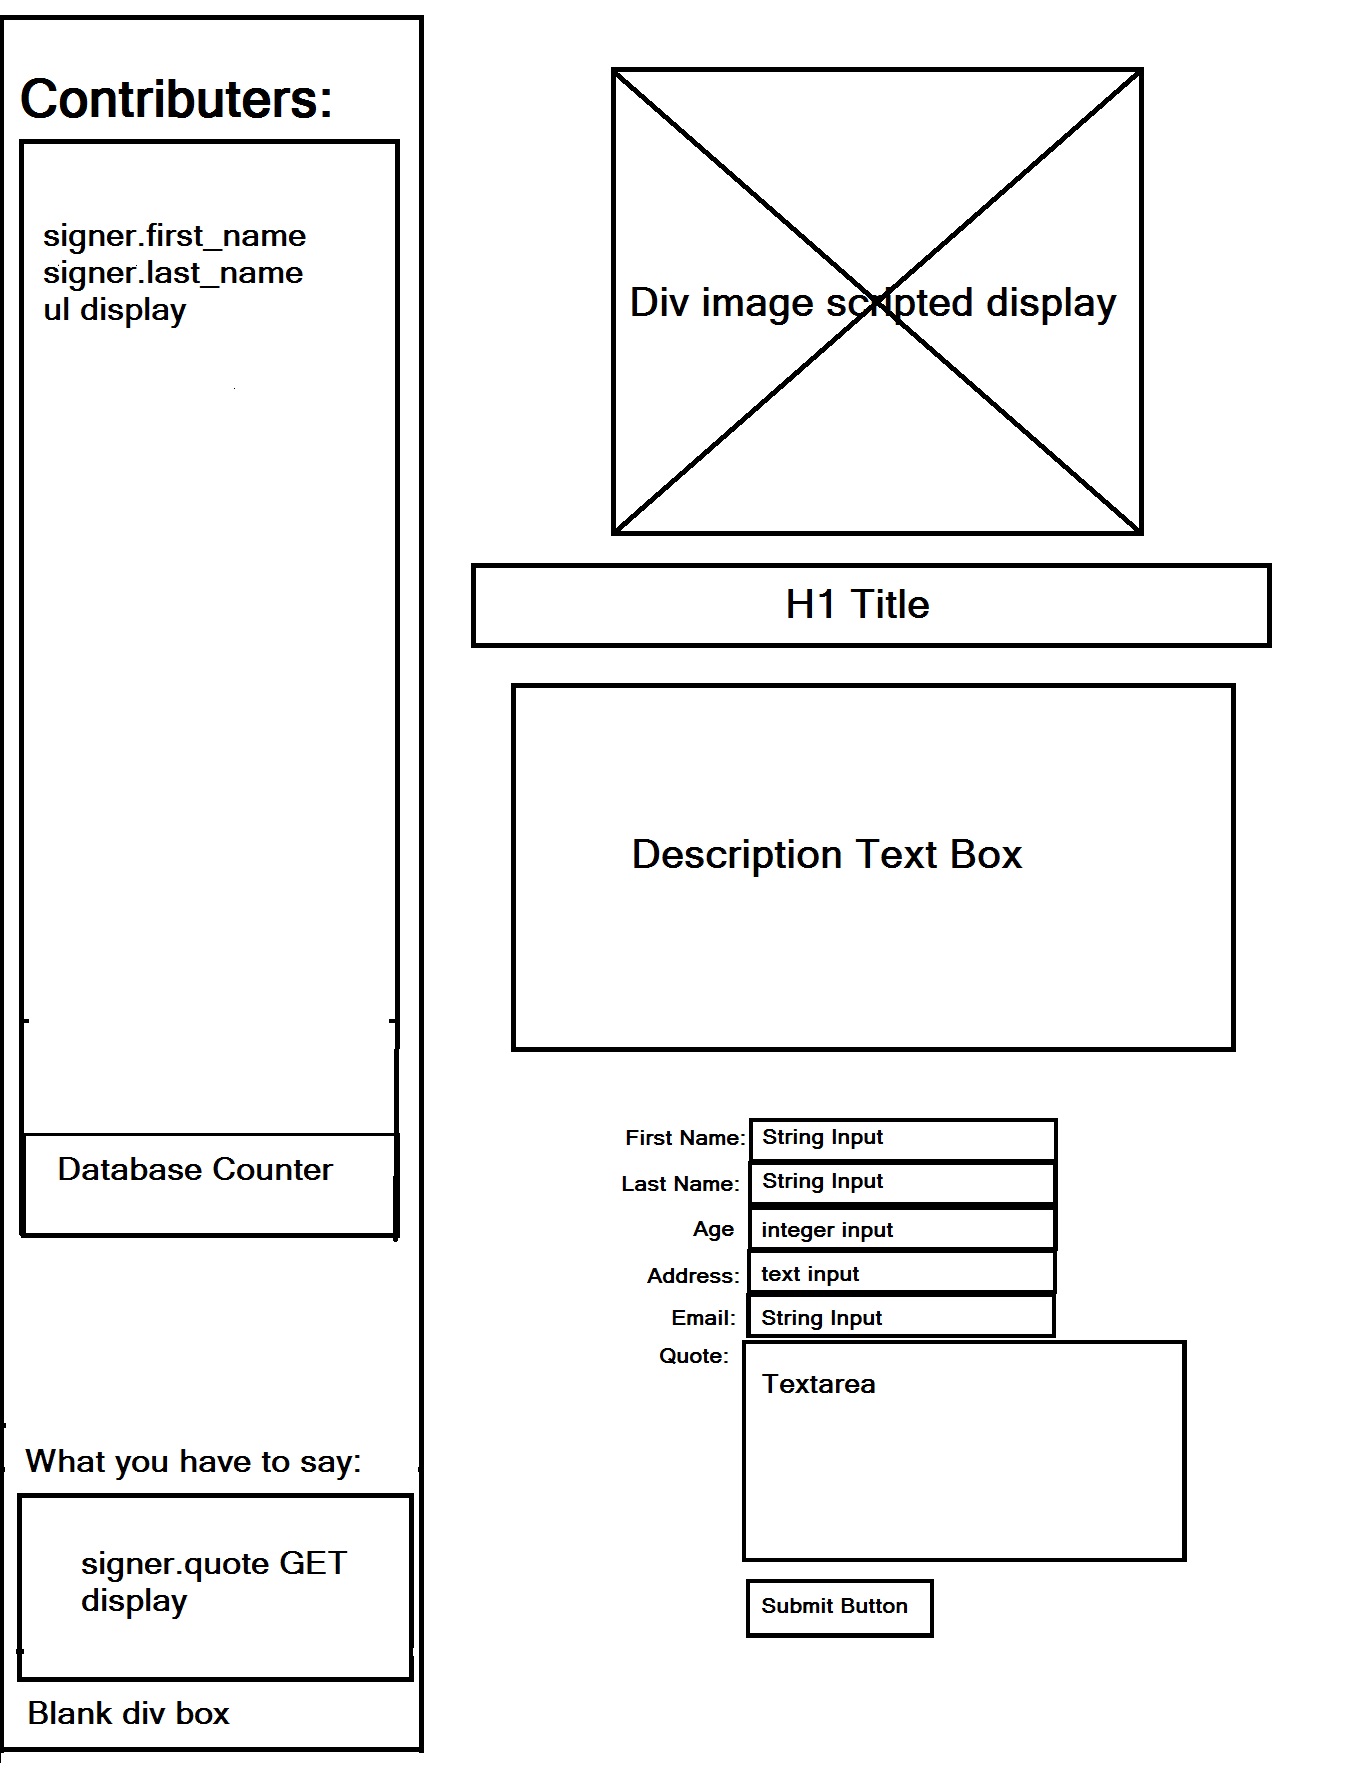 Contributers:
signer.first_name
signer.last_name
ul display
Database Counter
What you have to say:
signer.quote GET
display
Blank div box
Div image scripted display
H1 Title
Description Text Box
First Name: String Input
Last Name: String Input
Age integer input
Address: text input
Email: String Input
Quote:
Textarea
Submit Button